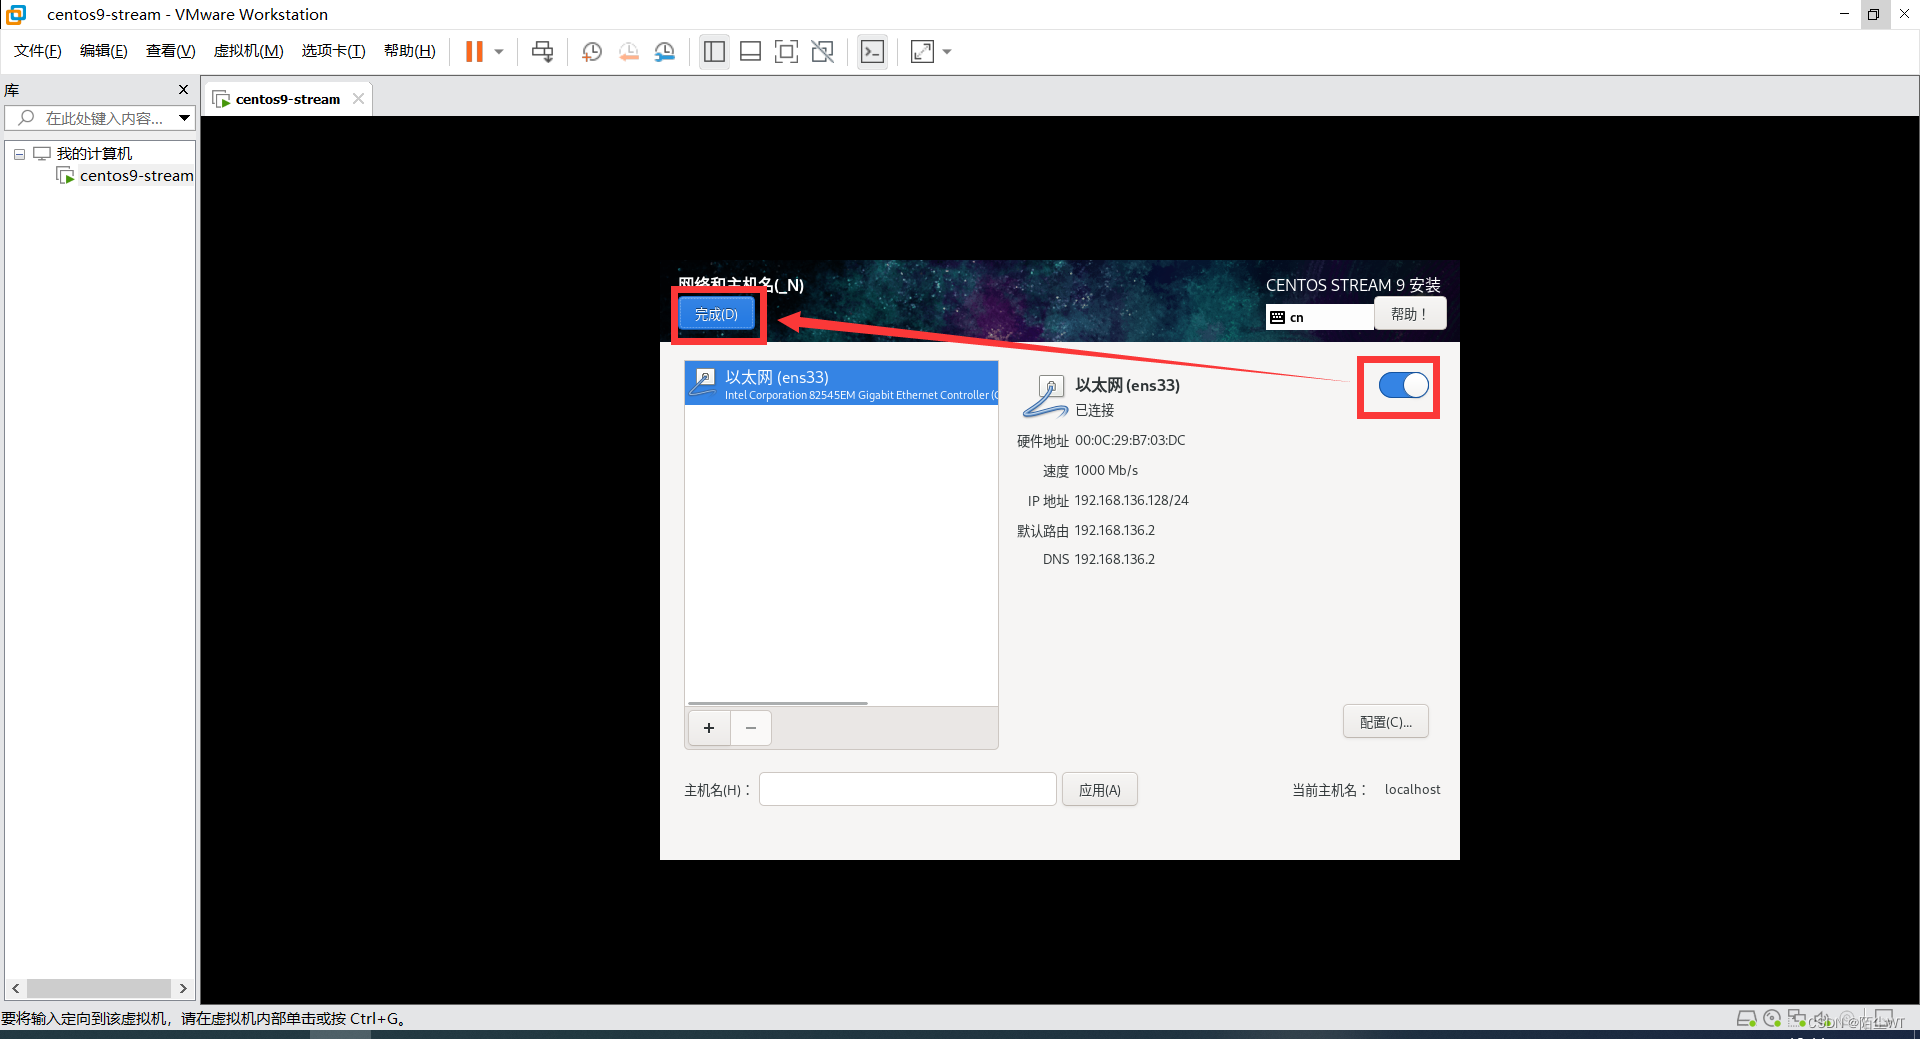 centos9-stream - VMware Workstation
文件(F) 编辑(E) 查看(V) 虚拟机(M) 选项卡(T) 帮助(H)
库
在此处键入内容...
我的计算机
centos9-stream
centos9-stream
网络和主机名(_N)
完成(D)
CENTOS STREAM 9 安装
cn
帮助！
以太网 (ens33)
Intel Corporation 82545EM Gigabit Ethernet Controller (
以太网 (ens33)
已连接
硬件地址 00:0C:29:B7:03:DC
速度 1000 Mb/s
IP 地址 192.168.136.128/24
默认路由 192.168.136.2
DNS 192.168.136.2
+ −
配置(C)...
主机名(H)：
应用(A)
当前主机名： localhost
要将输入定向到该虚拟机，请在虚拟机内部单击或按 Ctrl+G。
CSDN @陌尘WT